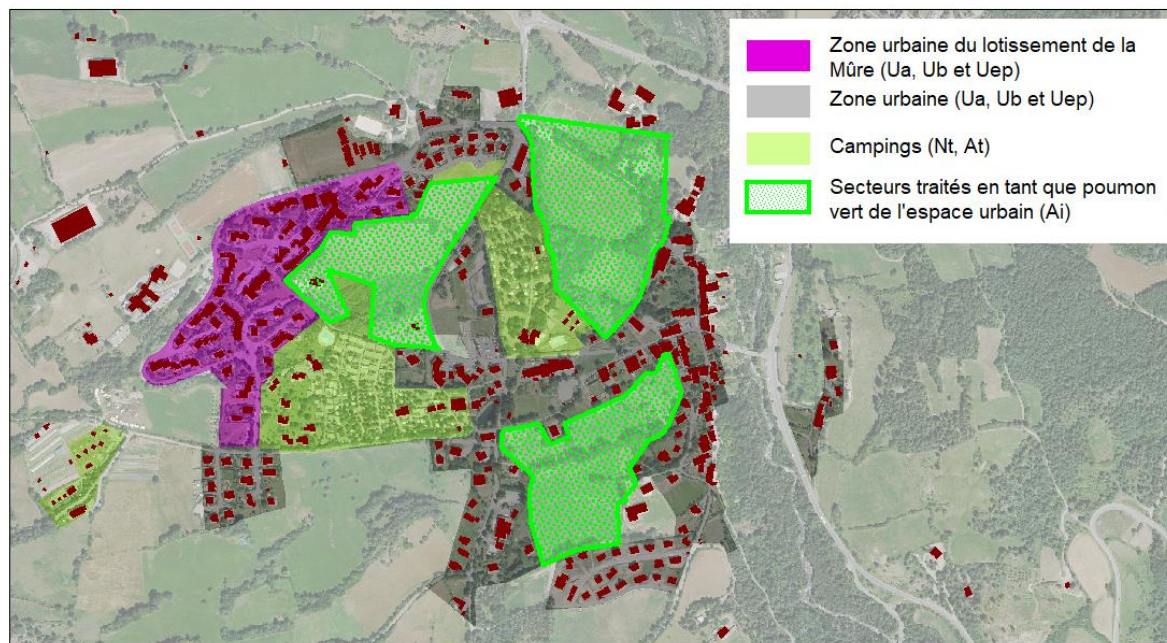 Zone urbaine du lotissement de la
Mûre (Ua, Ub et Uep)
Zone urbaine (Ua, Ub et Uep)
Campings (Nt, At)
Secteurs traités en tant que poumon
vert de l'espace urbain (Ai)